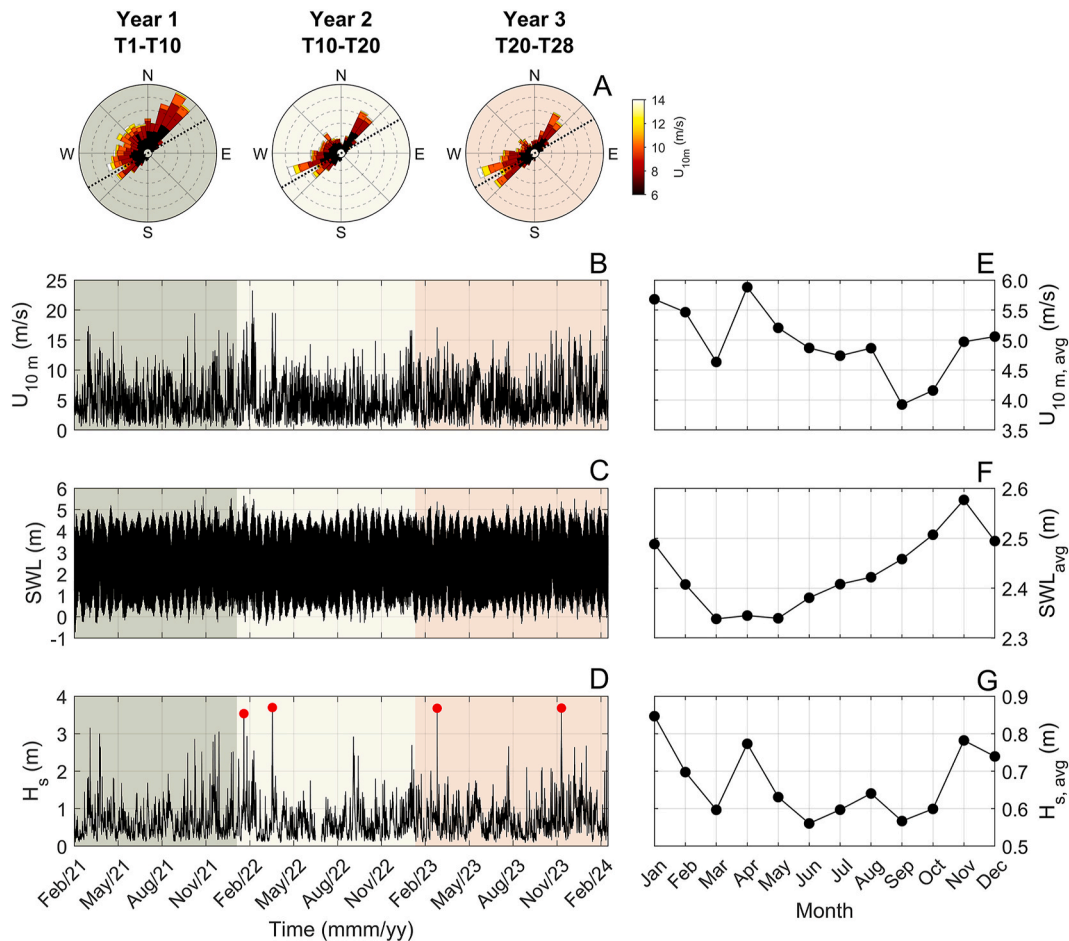 Year 1 Year 2 Year 3
T1-T10 T10-T20 T20-T28
A
N N N
W E W E W E
S S S
14
12
10
8
6
U10m (m/s)
B
25
20
15
10
5
0
U10 m (m/s)
E
6.0
5.5
5.0
4.5
4.0
3.5
U10 m, avg (m/s)
C
6
5
4
3
2
1
0
-1
SWL (m)
F
2.6
2.5
2.4
2.3
SWLavg (m)
D
4
3
2
1
0
Hs (m)
Feb/21 May/21 Aug/21 Nov/21 Feb/22 May/22 Aug/22 Nov/22 Feb/23 May/23 Aug/23 Nov/23 Feb/24
Time (mmm/yy)
G
0.9
0.8
0.7
0.6
0.5
Hs, avg (m)
Jan Feb Mar Apr May Jun Jul Aug Sep Oct Nov Dec
Month